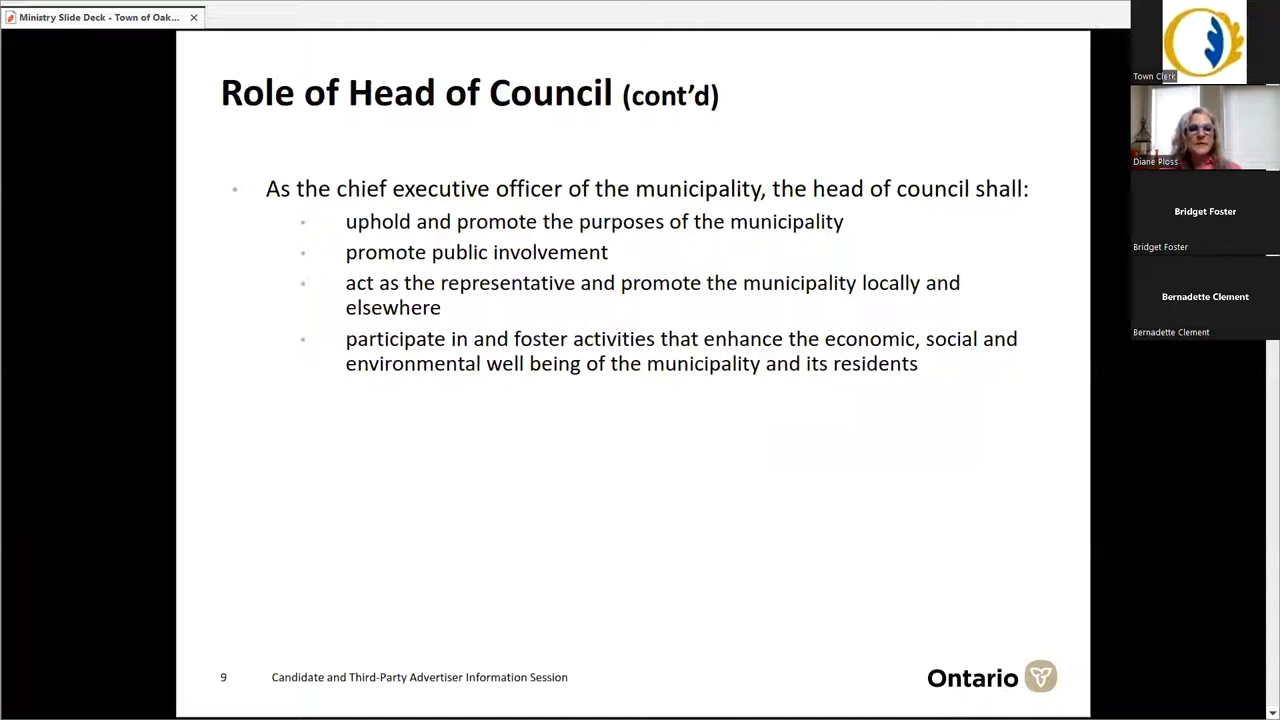 Ministry Slide Deck - Town of Oak...
Town Clerk
Role of Head of Council (cont’d)
Diane Ploss
As the chief executive officer of the municipality, the head of council shall:
uphold and promote the purposes of the municipality
promote public involvement
act as the representative and promote the municipality locally and
elsewhere
participate in and foster activities that enhance the economic, social and
environmental well being of the municipality and its residents
Bridget Foster
Bridget Foster
Bernadette Clement
Bernadette Clement
9 Candidate and Third-Party Advertiser Information Session
Ontario